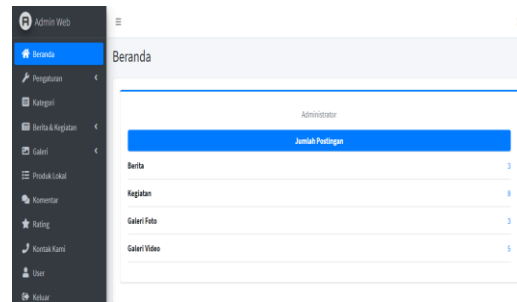 Admin Web
Beranda
Pengaturan
Kategori
Berita & Kegiatan
Galeri
Produk Lokal
Komentar
Rating
Kontak Kami
User
Keluar
Beranda
Administrator
Jumlah Postingan
Berita 3
Kegiatan 8
Galeri Foto 3
Galeri Video 5